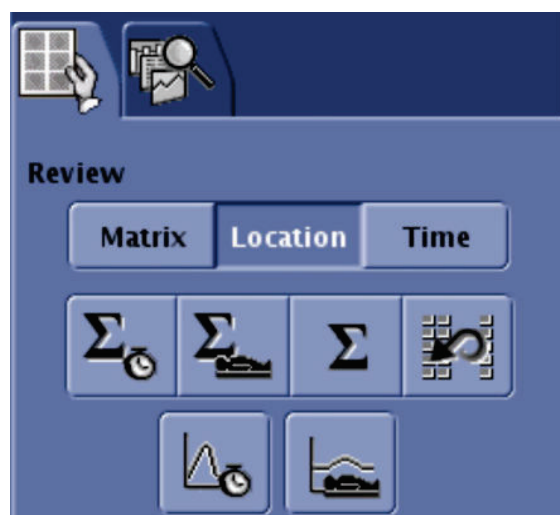 Review
Matrix Location Time
Σ Σ Σ